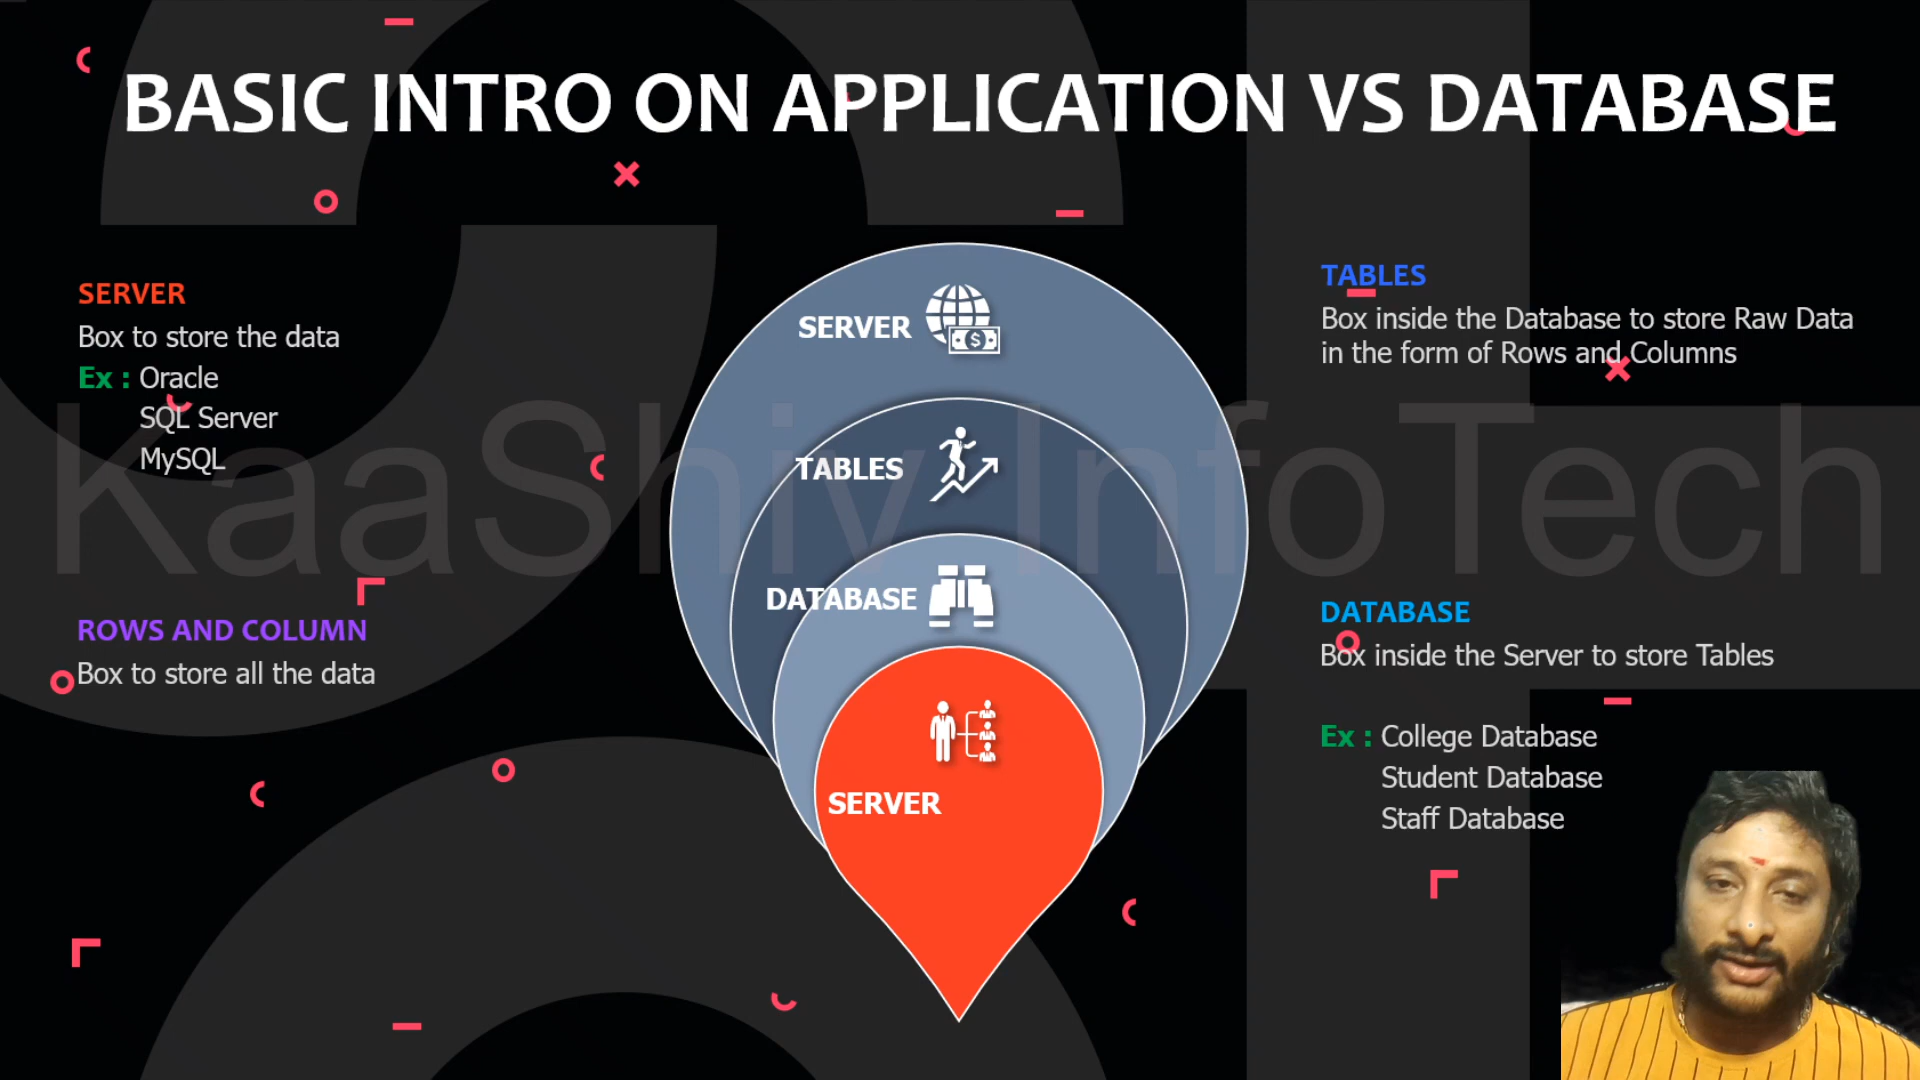 BASIC INTRO ON APPLICATION VS DATABASE
SERVER
Box to store the data
Ex : Oracle
SQL Server
MySQL
ROWS AND COLUMN
Box to store all the data
SERVER
TABLES
DATABASE
SERVER
TABLES
Box inside the Database to store Raw Data
in the form of Rows and Columns
DATABASE
Box inside the Server to store Tables
Ex : College Database
Student Database
Staff Database
KaaShiv InfoTech